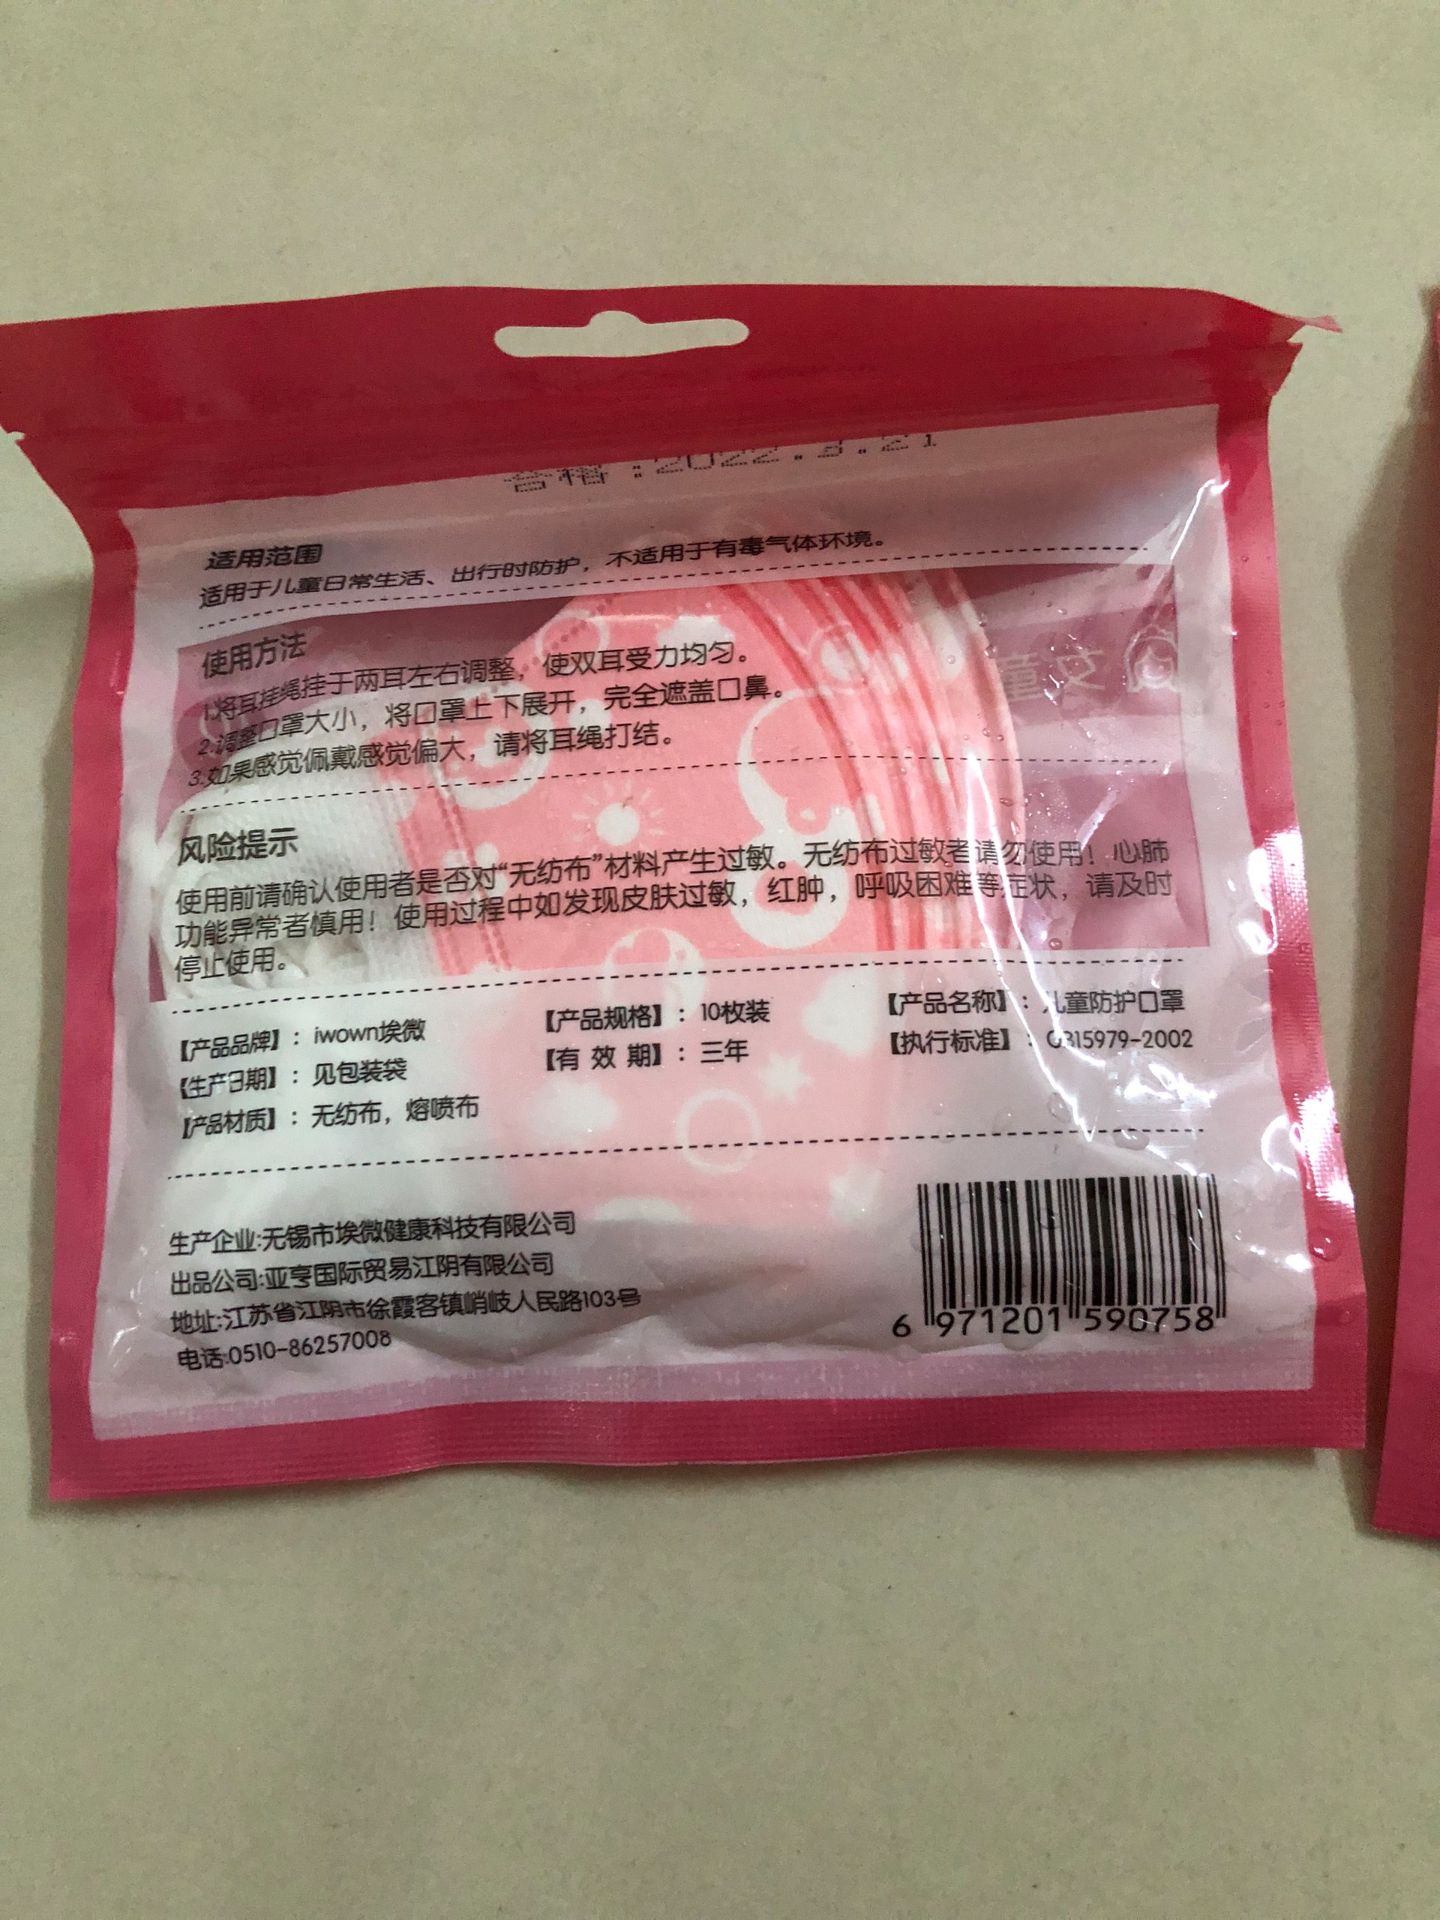 合格:2022.3.21
适用范围
适用于儿童日常生活、出行时防护，不适用于有毒气体环境。
使用方法
1.将耳挂绳挂于两耳左右调整，使双耳受力均匀。
2.调整口罩大小，将口罩上下展开，完全遮盖口鼻。
3.如果感觉佩戴感觉偏大，请将耳绳打结。
风险提示
使用前请确认使用者是否对“无纺布”材料产生过敏。无纺布过敏者请勿使用！心肺
功能异常者慎用！使用过程中如发现皮肤过敏，红肿，呼吸困难等症状，请及时
停止使用。
【产品品牌】：iwown埃微 【产品规格】：10枚装 【产品名称】：儿童防护口罩
【生产日期】：见包装袋 【有 效 期】：三年 【执行标准】：GB15979-2002
【产品材质】：无纺布，熔喷布
生产企业:无锡市埃微健康科技有限公司
出品公司:亚亨国际贸易江阴有限公司
地址:江苏省江阴市徐霞客镇峭岐人民路103号
电话:0510-86257008
6 971201 590758